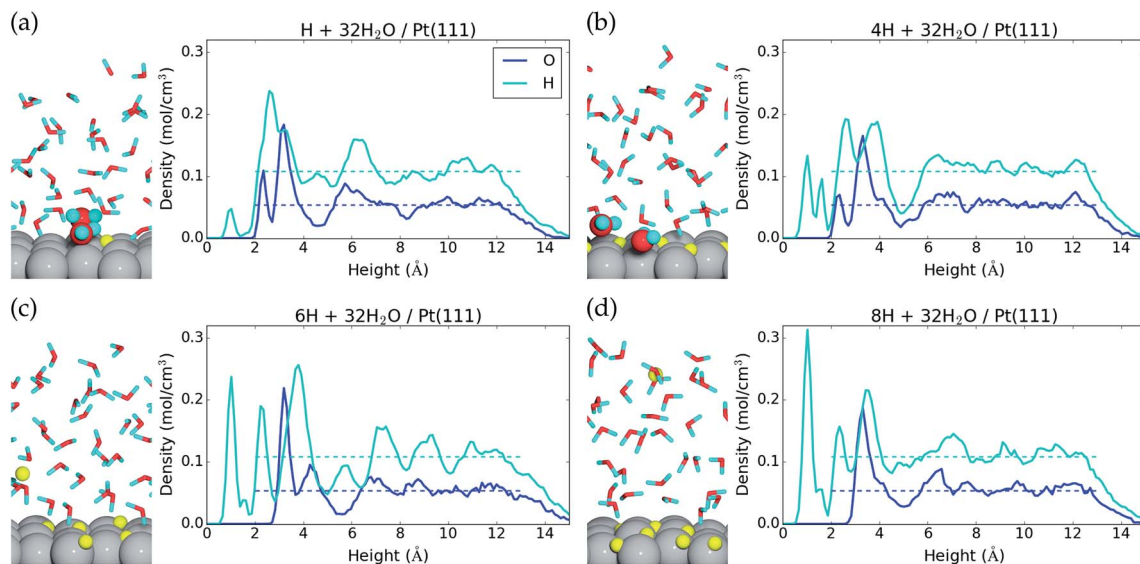 (a)
H + 32H₂O / Pt(111)
0.3
0.2
0.1
0.0
Density (mol/cm³)
O
H
0 2 4 6 8 10 12 14
Height (Å)
(b)
4H + 32H₂O / Pt(111)
0.3
0.2
0.1
0.0
Density (mol/cm³)
0 2 4 6 8 10 12 14
Height (Å)
(c)
6H + 32H₂O / Pt(111)
0.3
0.2
0.1
0.0
Density (mol/cm³)
0 2 4 6 8 10 12 14
Height (Å)
(d)
8H + 32H₂O / Pt(111)
0.3
0.2
0.1
0.0
Density (mol/cm³)
0 2 4 6 8 10 12 14
Height (Å)